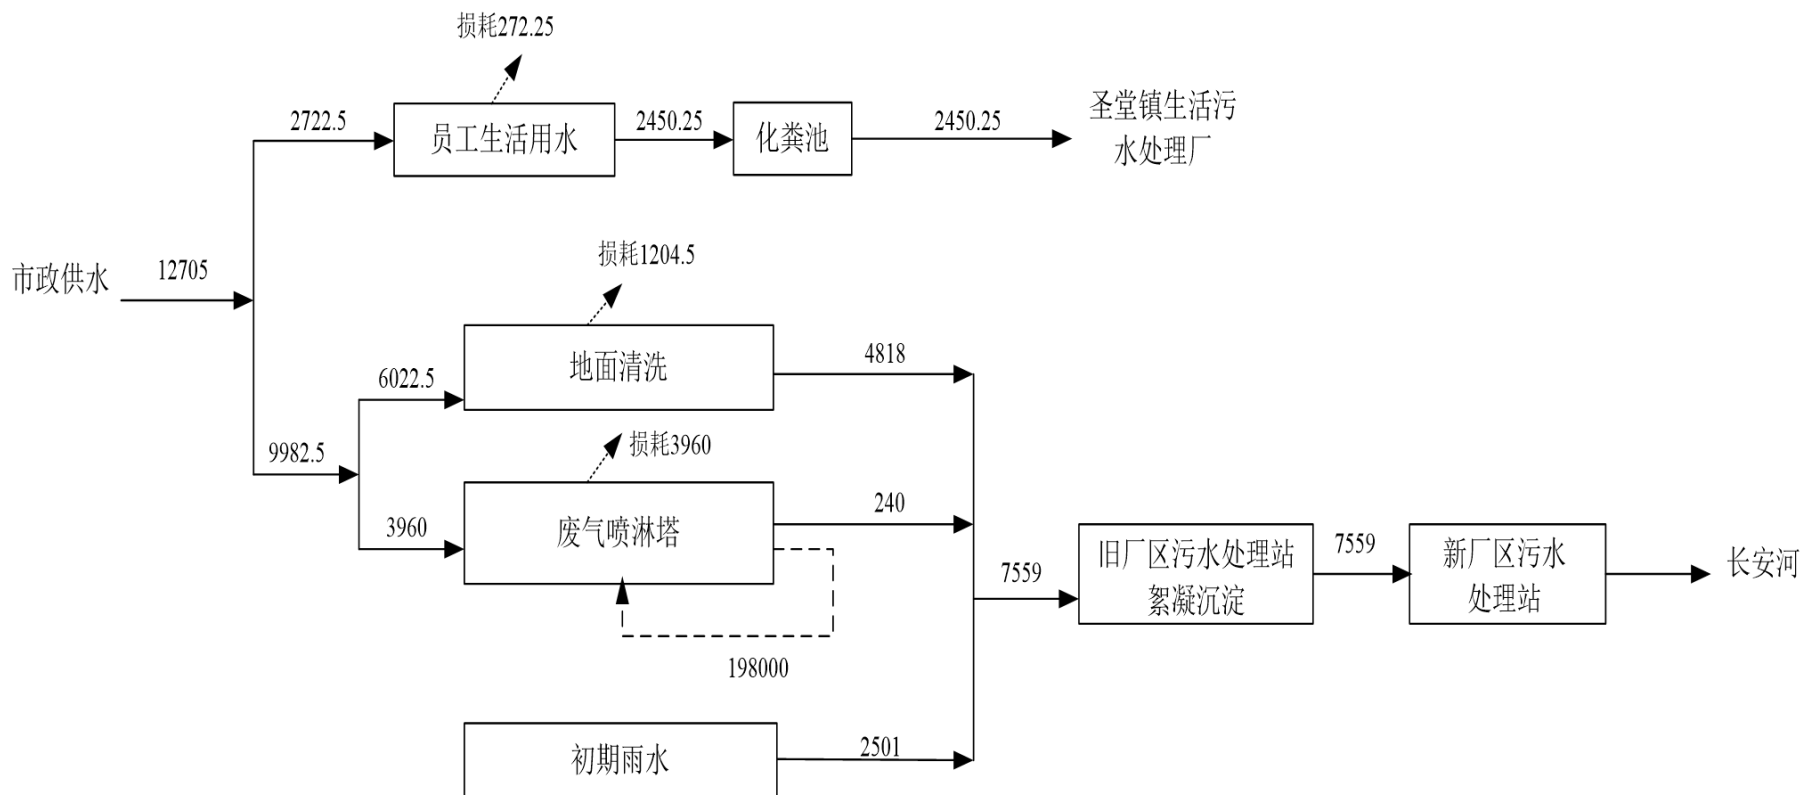 损耗272.25
2722.5
员工生活用水
2450.25
化粪池
2450.25
圣堂镇生活污
水处理厂
市政供水
12705
损耗1204.5
6022.5
地面清洗
4818
9982.5
损耗3960
3960
废气喷淋塔
240
198000
7559
旧厂区污水处理站
絮凝沉淀
7559
新厂区污水
处理站
长安河
初期雨水
2501